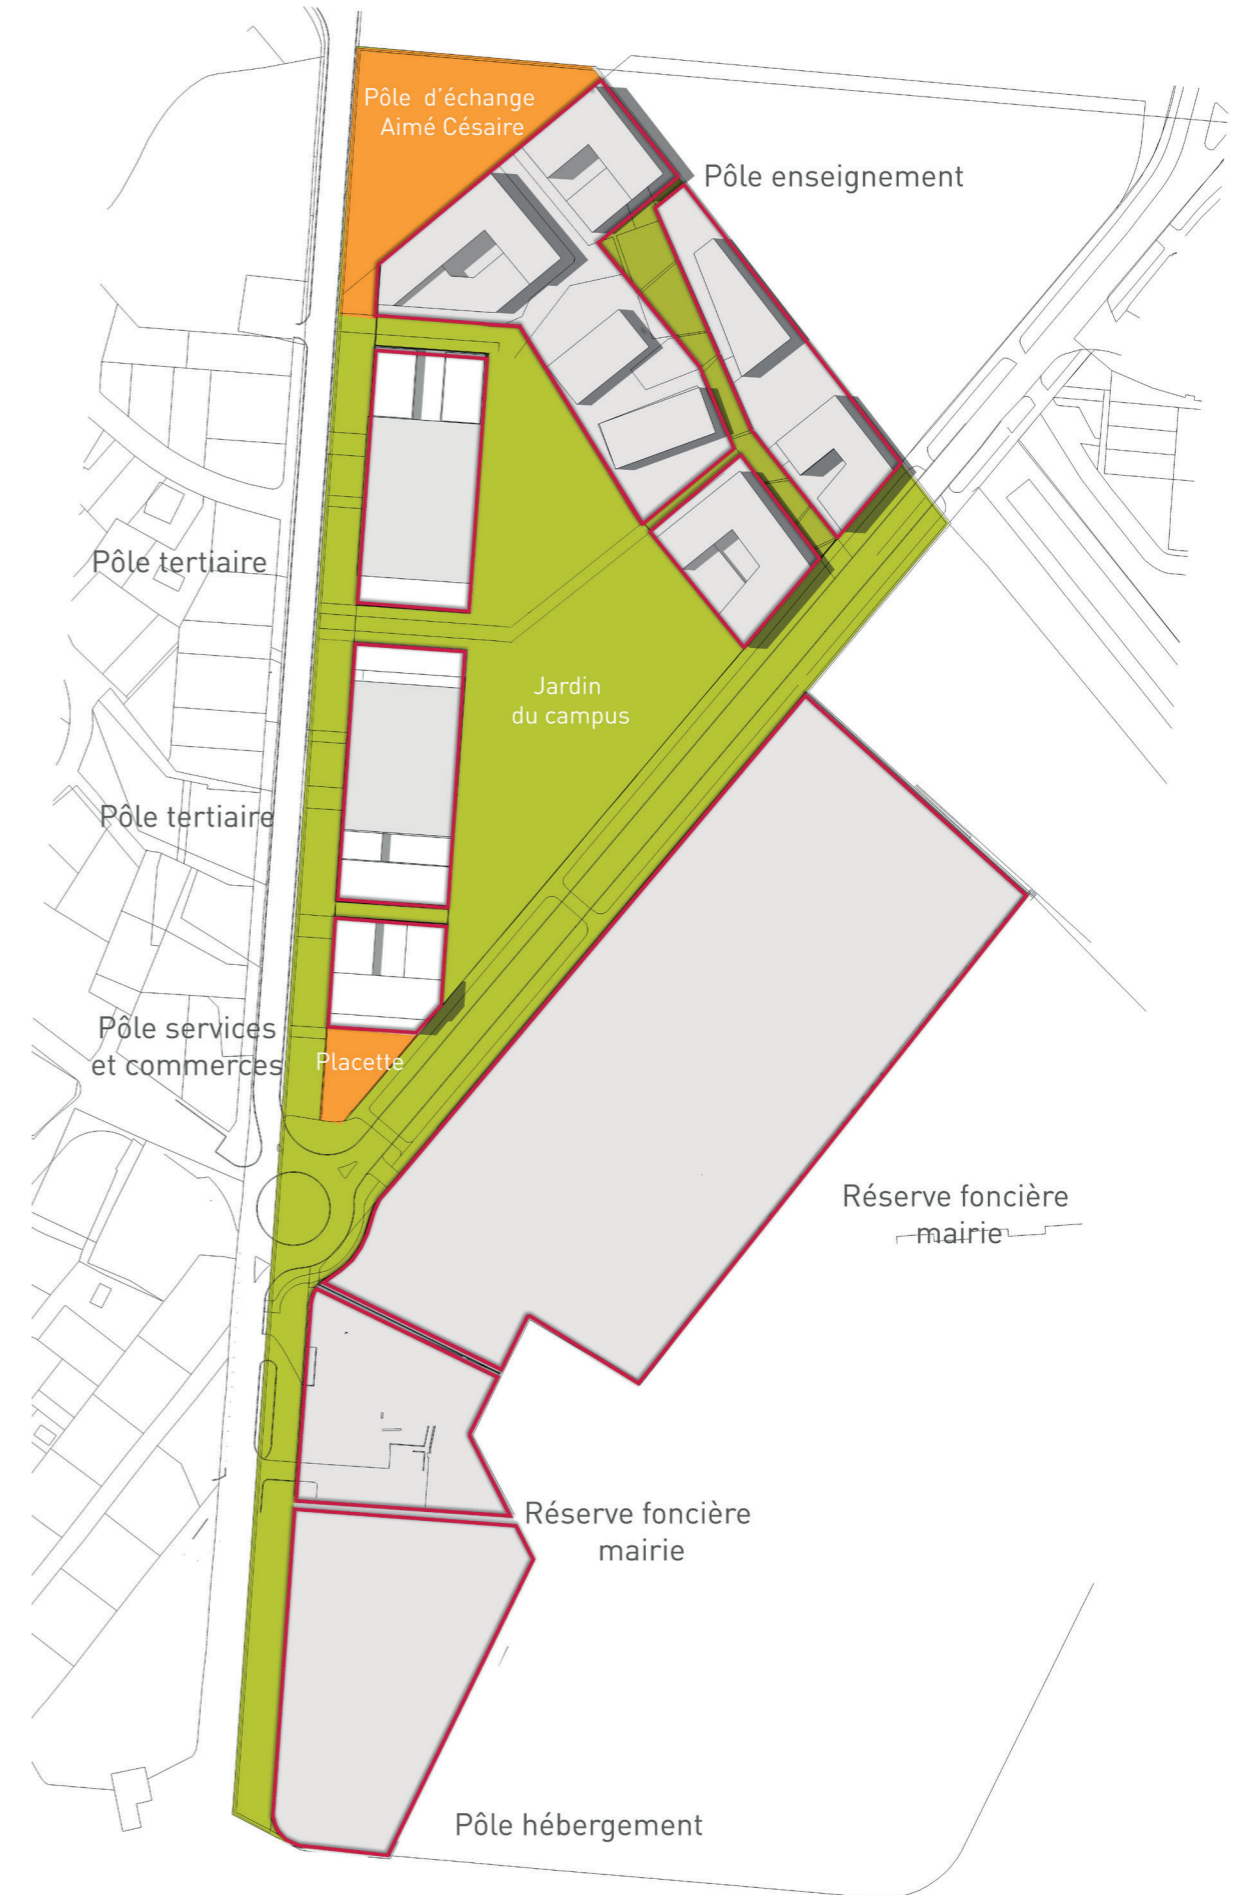 Pôle d'échange
Aimé Césaire
Pôle enseignement
Pôle tertiaire
Jardin
du campus
Pôle tertiaire
Pôle services
et commerces
Placette
Réserve foncière
mairie
Réserve foncière
mairie
Pôle hébergement